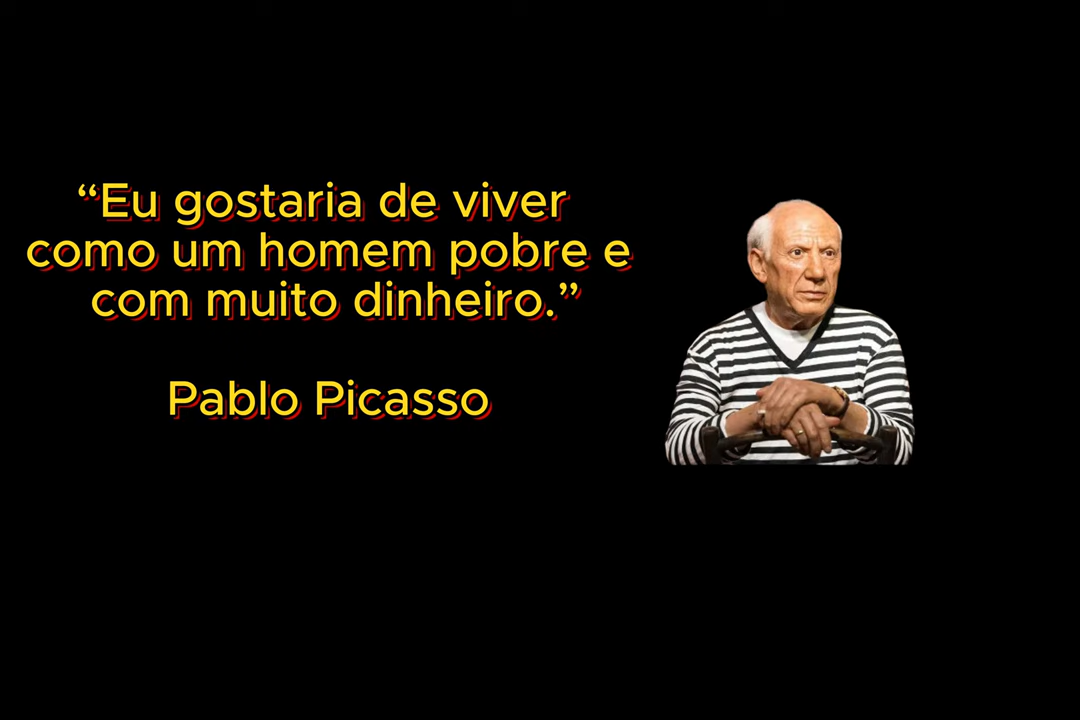 “Eu gostaria de viver
como um homem pobre e
com muito dinheiro.”
Pablo Picasso